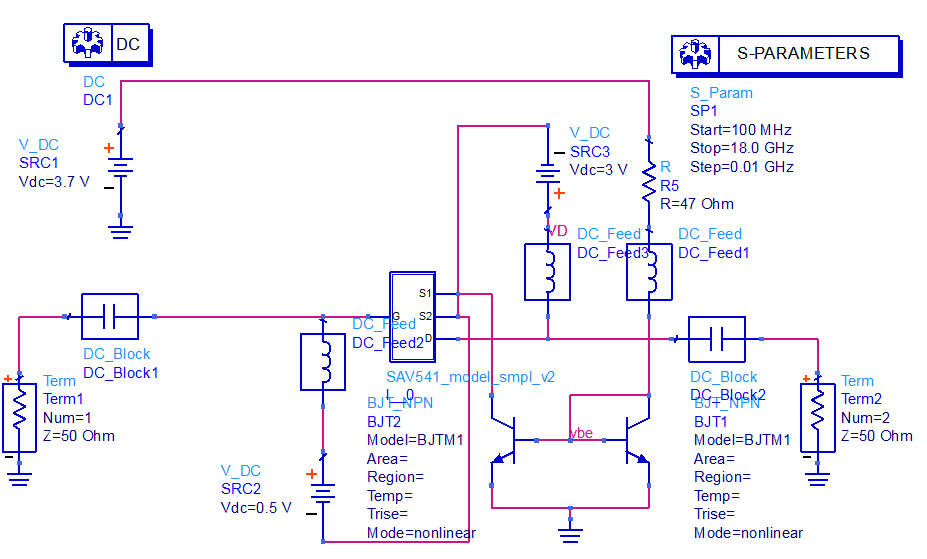 DC
S-PARAMETERS
DC
DC1
S_Param
SP1
Start=100 MHz
Stop=18.0 GHz
Step=0.01 GHz
V_DC
SRC1
Vdc=3.7 V
V_DC
SRC3
Vdc=3 V
R
R5
R=47 Ohm
VD
DC_Feed
DC_Feed3
DC_Feed
DC_Feed1
S1
G
S2
D
DC_Feed
DC_Feed2
DC_Block
DC_Block1
SAV541_model_smpl_v2
I__0
DC_Block
DC_Block2
Term
Term1
Num=1
Z=50 Ohm
BJT_NPN
BJT2
Model=BJTM1
Area=
Region=
Temp=
Trise=
Mode=nonlinear
vbe
BJT_NPN
BJT1
Model=BJTM1
Area=
Region=
Temp=
Trise=
Mode=nonlinear
Term
Term2
Num=2
Z=50 Ohm
V_DC
SRC2
Vdc=0.5 V